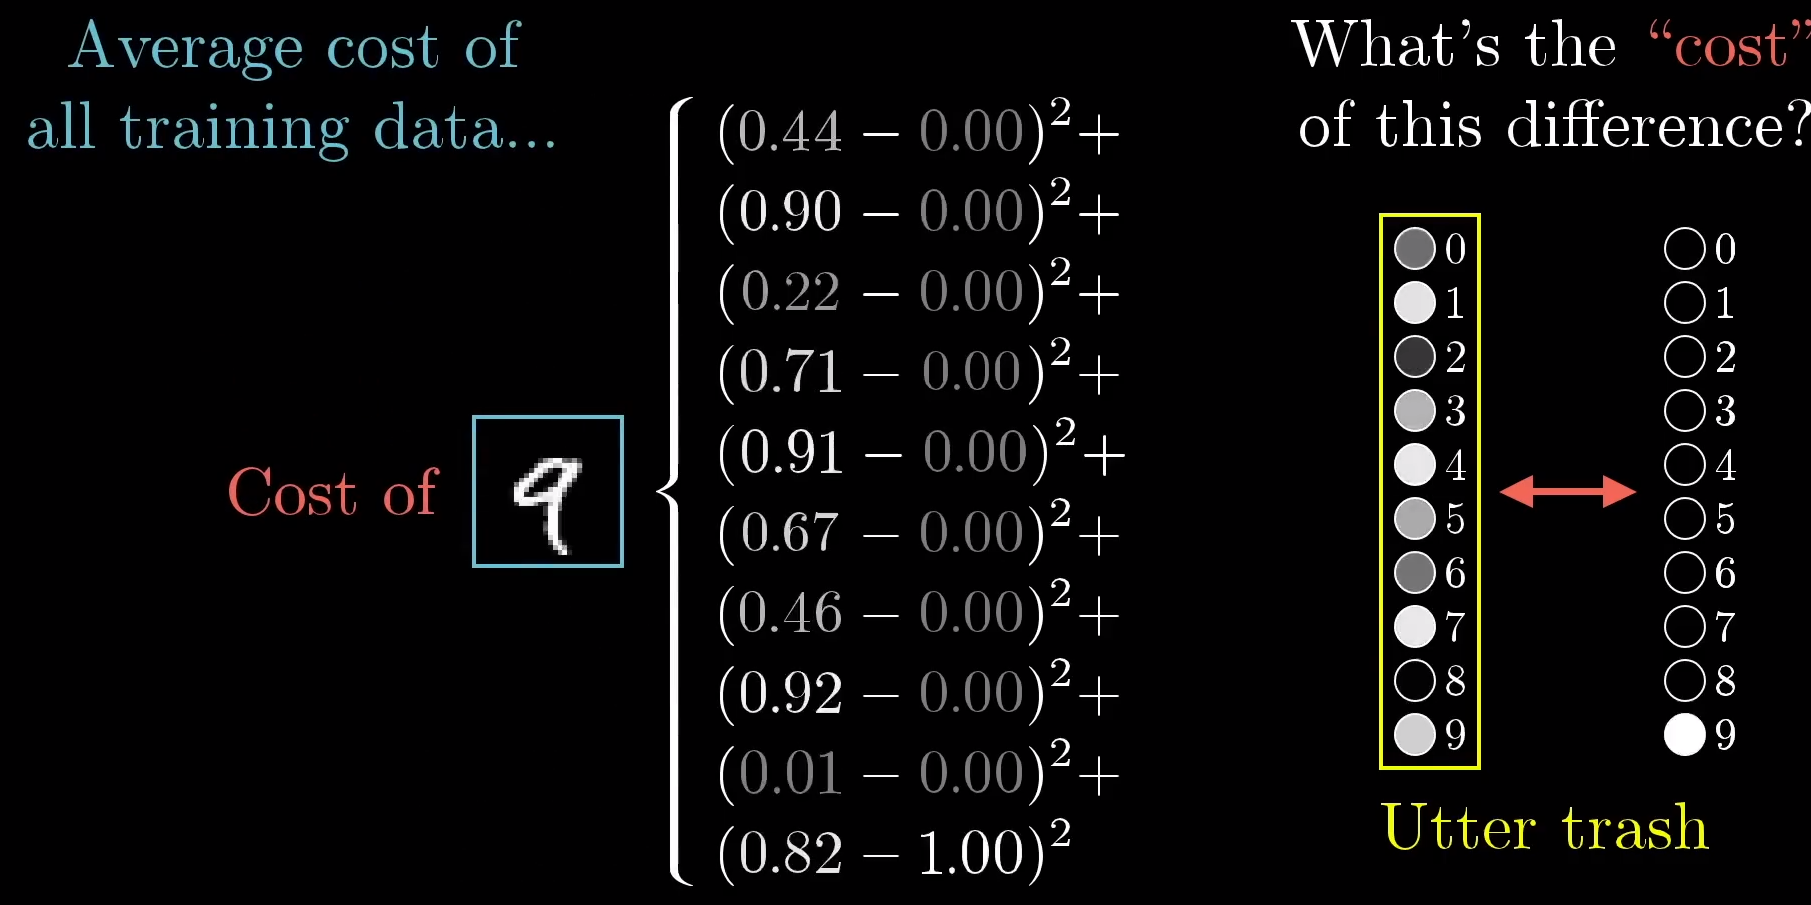 Average cost of
all training data...
What's the “cost”
of this difference?
Cost of
9
(0.44 − 0.00)²+
(0.90 − 0.00)²+
(0.22 − 0.00)²+
(0.71 − 0.00)²+
(0.91 − 0.00)²+
(0.67 − 0.00)²+
(0.46 − 0.00)²+
(0.92 − 0.00)²+
(0.01 − 0.00)²+
(0.82 − 1.00)²
0
1
2
3
4
5
6
7
8
9
0
1
2
3
4
5
6
7
8
9
Utter trash